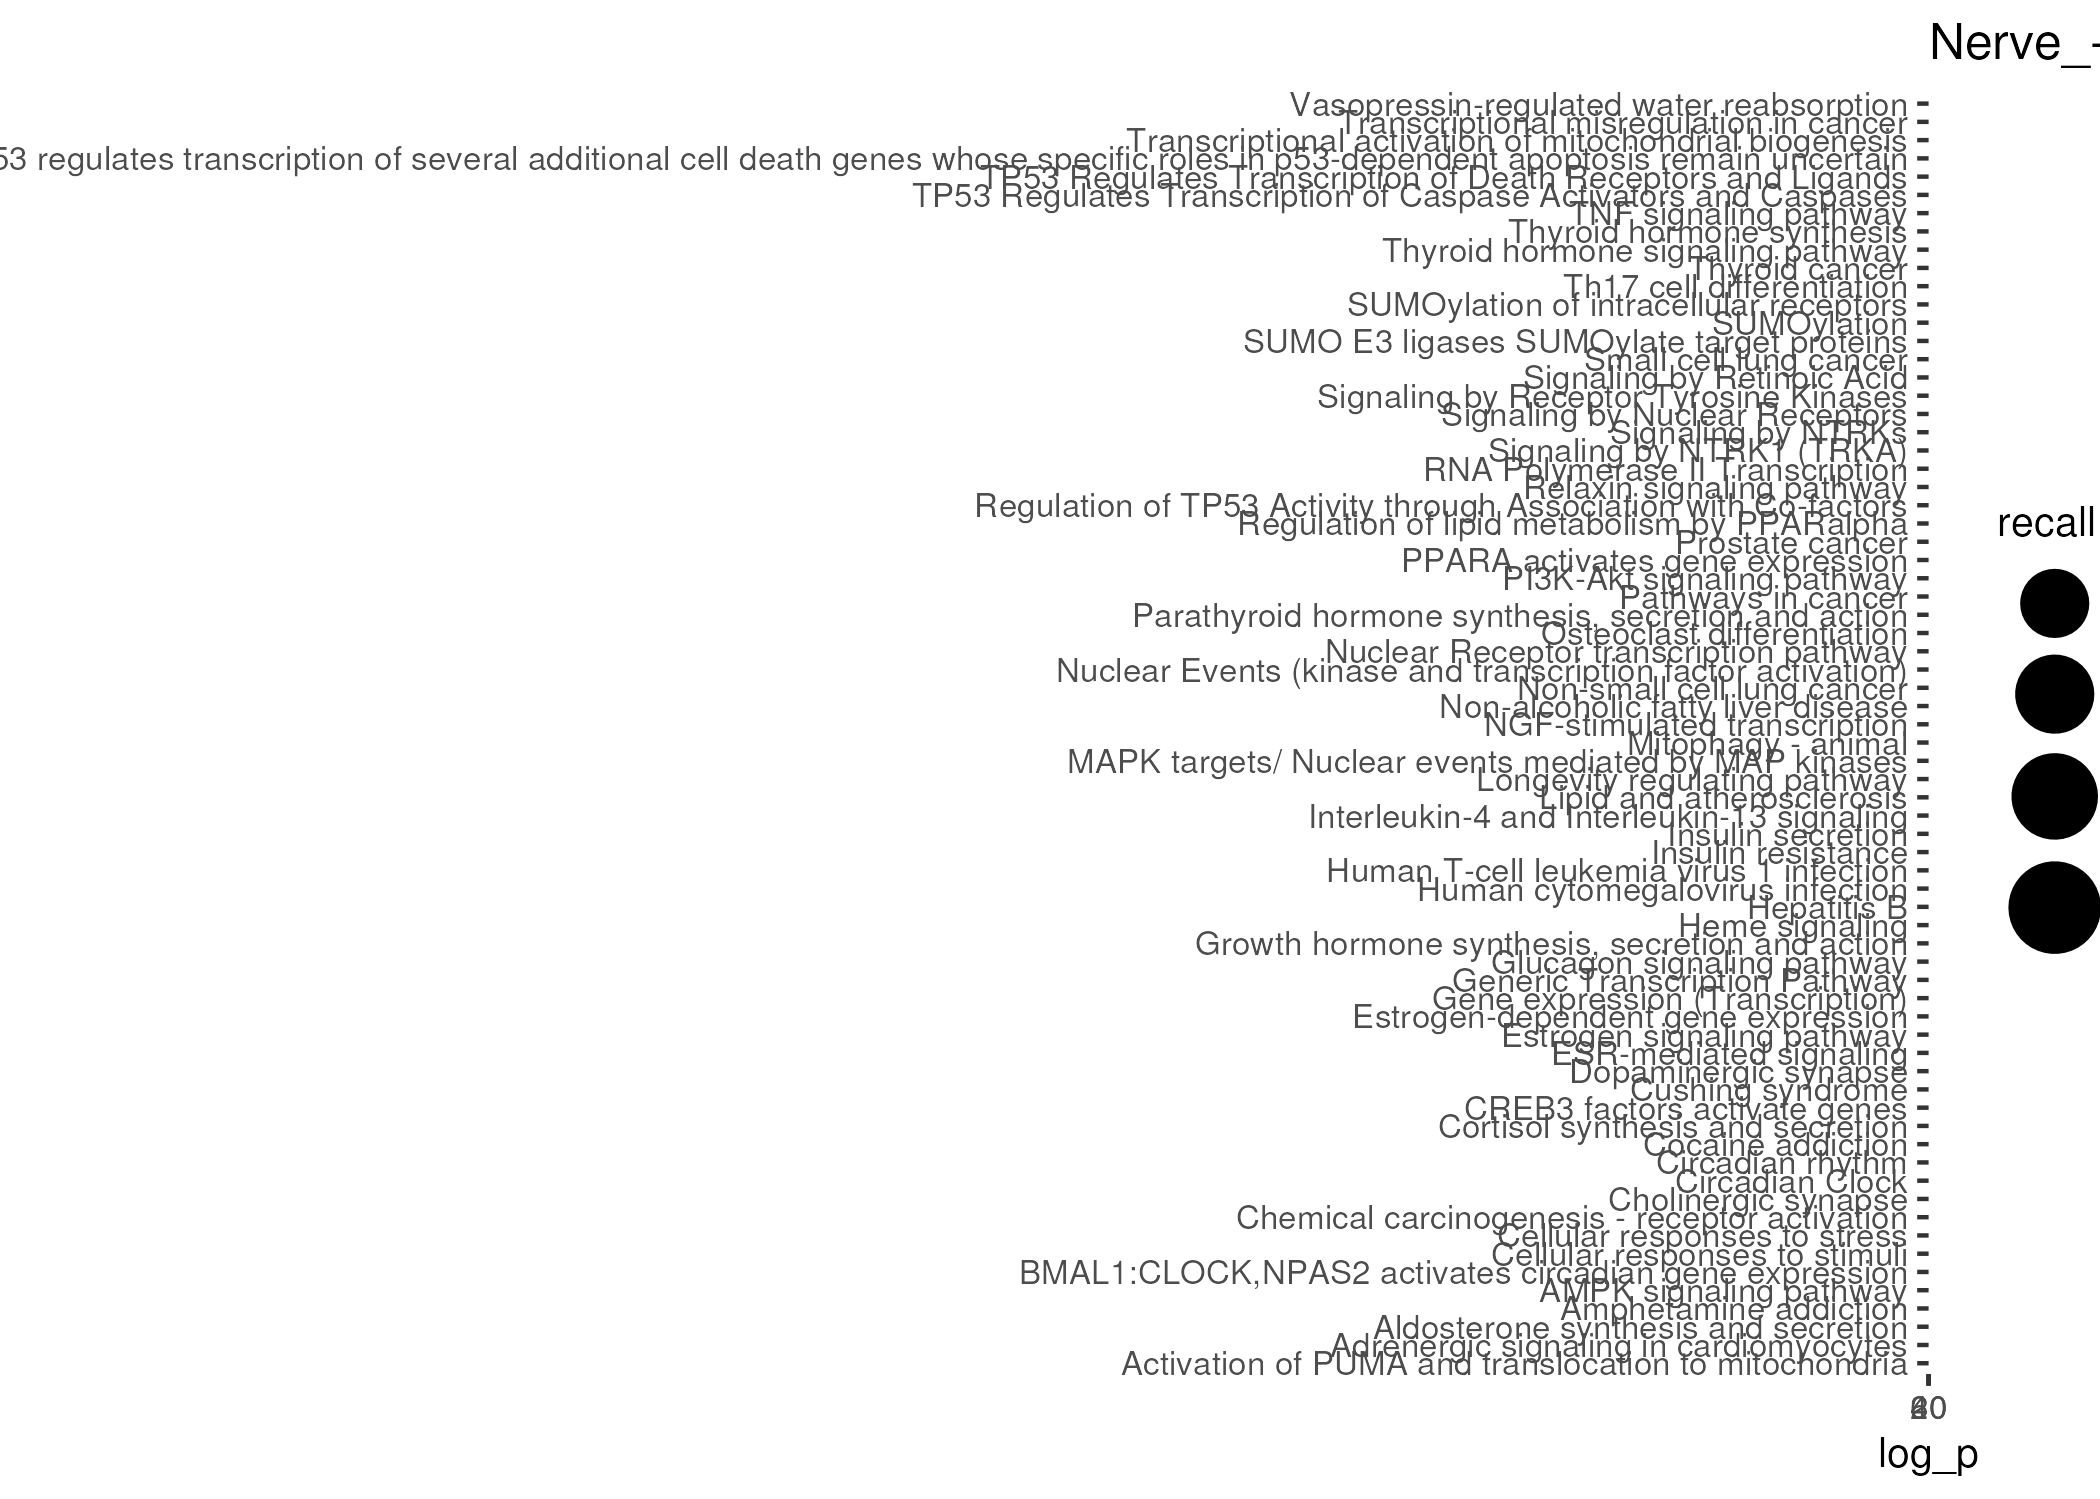 Nerve_-
Vasopressin-regulated water reabsorption
Transcriptional misregulation in cancer
Transcriptional activation of mitochondrial biogenesis
53 regulates transcription of several additional cell death genes whose specific roles in p53-dependent apoptosis remain uncertain
TP53 Regulates Transcription of Death Receptors and Ligands
TP53 Regulates Transcription of Caspase Activators and Caspases
TNF signaling pathway
Thyroid hormone synthesis
Thyroid hormone signaling pathway
Thyroid cancer
Th17 cell differentiation
SUMOylation of intracellular receptors
SUMOylation
SUMO E3 ligases SUMOylate target proteins
Small cell lung cancer
Signaling by Retinoic Acid
Signaling by Receptor Tyrosine Kinases
Signaling by Nuclear Receptors
Signaling by NTRKs
Signaling by NTRK1 (TRKA)
RNA Polymerase II Transcription
Relaxin signaling pathway
Regulation of TP53 Activity through Association with Co-factors
Regulation of lipid metabolism by PPARalpha
Prostate cancer
PPARA activates gene expression
PI3K-Akt signaling pathway
Pathways in cancer
Parathyroid hormone synthesis, secretion and action
Osteoclast differentiation
Nuclear Receptor transcription pathway
Nuclear Events (kinase and transcription factor activation)
Non-small cell lung cancer
Non-alcoholic fatty liver disease
NGF-stimulated transcription
Mitophagy - animal
MAPK targets/ Nuclear events mediated by MAP kinases
Longevity regulating pathway
Lipid and atherosclerosis
Interleukin-4 and Interleukin-13 signaling
Insulin secretion
Insulin resistance
Human T-cell leukemia virus 1 infection
Human cytomegalovirus infection
Hepatitis B
Heme signaling
Growth hormone synthesis, secretion and action
Glucagon signaling pathway
Generic Transcription Pathway
Gene expression (Transcription)
Estrogen-dependent gene expression
Estrogen signaling pathway
ESR-mediated signaling
Dopaminergic synapse
Cushing syndrome
CREB3 factors activate genes
Cortisol synthesis and secretion
Cocaine addiction
Circadian rhythm
Circadian Clock
Cholinergic synapse
Chemical carcinogenesis - receptor activation
Cellular responses to stress
Cellular responses to stimuli
BMAL1:CLOCK,NPAS2 activates circadian gene expression
AMPK signaling pathway
Amphetamine addiction
Aldosterone synthesis and secretion
Adrenergic signaling in cardiomyocytes
Activation of PUMA and translocation to mitochondria
log_p
recall